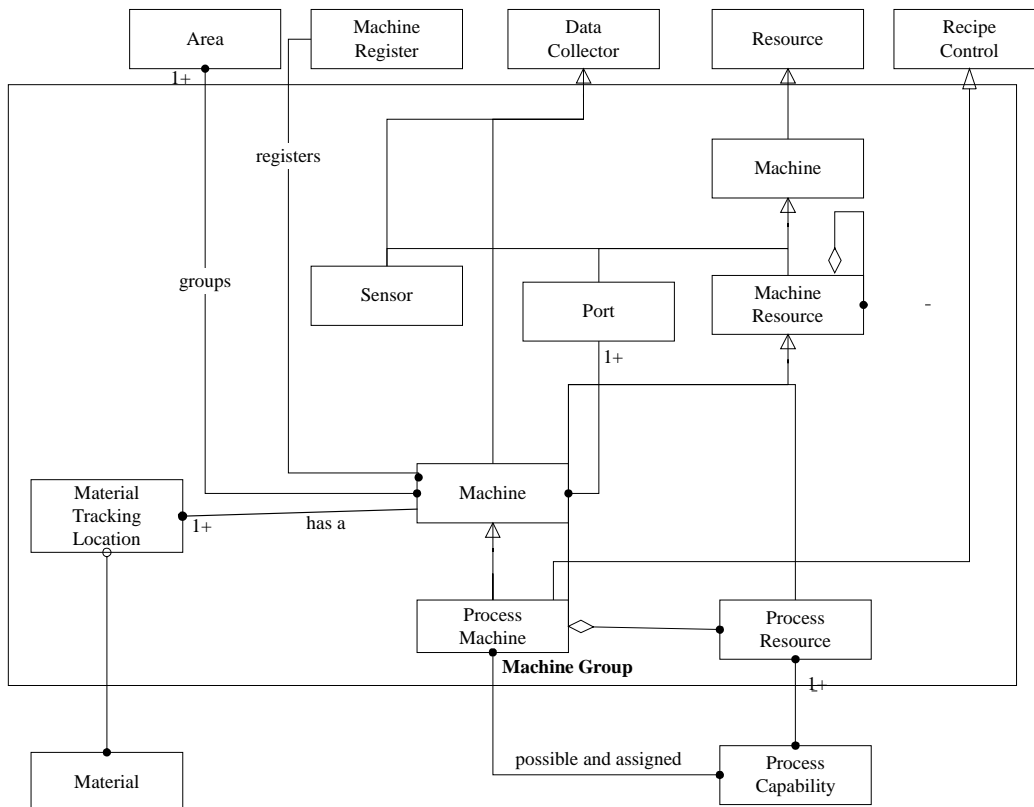 Area
Machine
Register
Data
Collector
Resource
Recipe
Control
1+
registers
Machine
groups
Sensor
Port
Machine
Resource
1+
Machine
Material
Tracking
Location
1+
has a
Process
Machine
Process
Resource
Machine Group
1+
possible and assigned
Material
Process
Capability